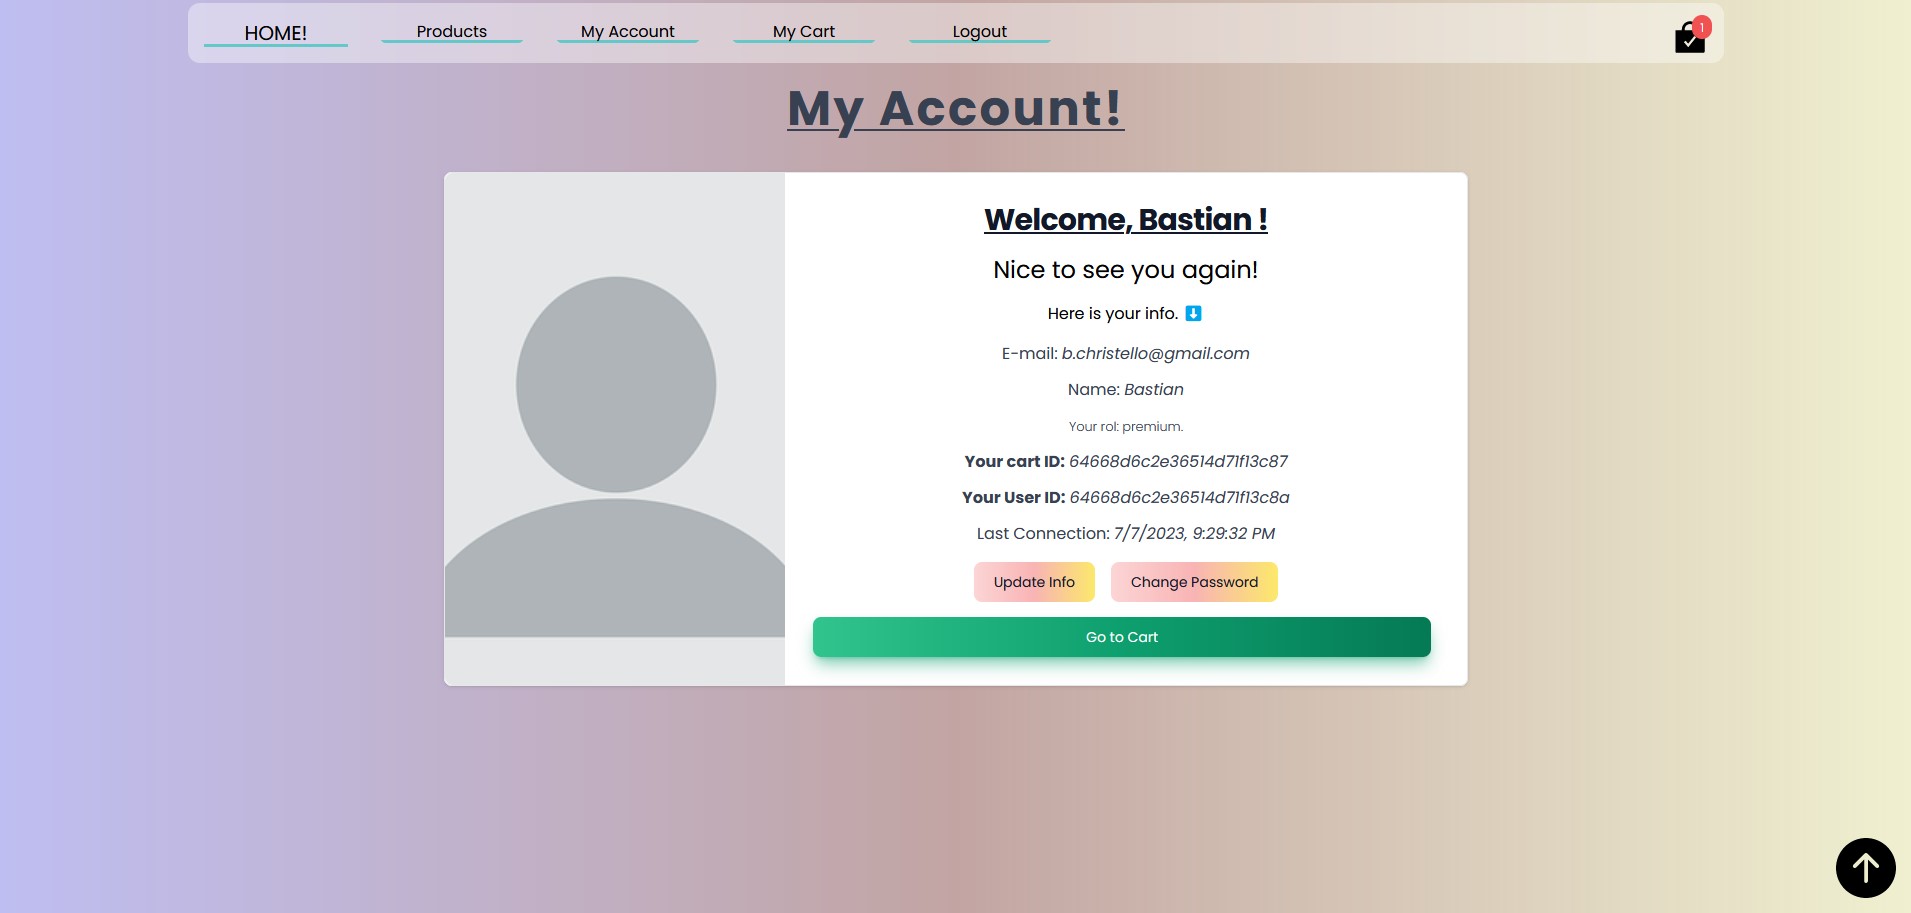 HOME!
Products
My Account
My Cart
Logout
1
My Account!
Welcome, Bastian !
Nice to see you again!
Here is your info. ⬇️
E-mail: b.christello@gmail.com
Name: Bastian
Your rol: premium.
Your cart ID: 64668d6c2e36514d71f13c87
Your User ID: 64668d6c2e36514d71f13c8a
Last Connection: 7/7/2023, 9:29:32 PM
Update Info
Change Password
Go to Cart